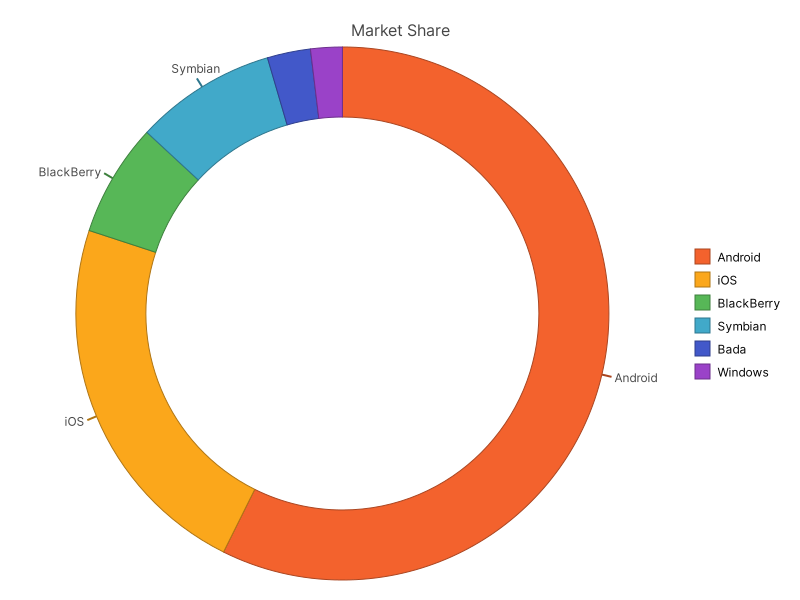 Market Share
Symbian
BlackBerry
iOS
Android
Android
iOS
BlackBerry
Symbian
Bada
Windows